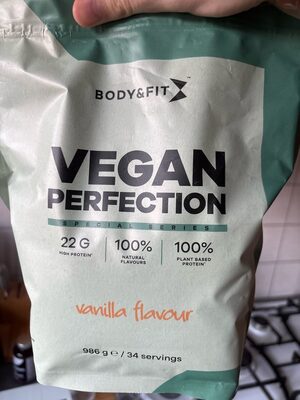 BODY&FIT
VEGAN
PERFECTION
SPECIAL SERIES
22 G
HIGH PROTEIN*
100%
NATURAL
FLAVOURS
100%
PLANT BASED
PROTEIN*
vanilla flavour
986 g e / 34 servings